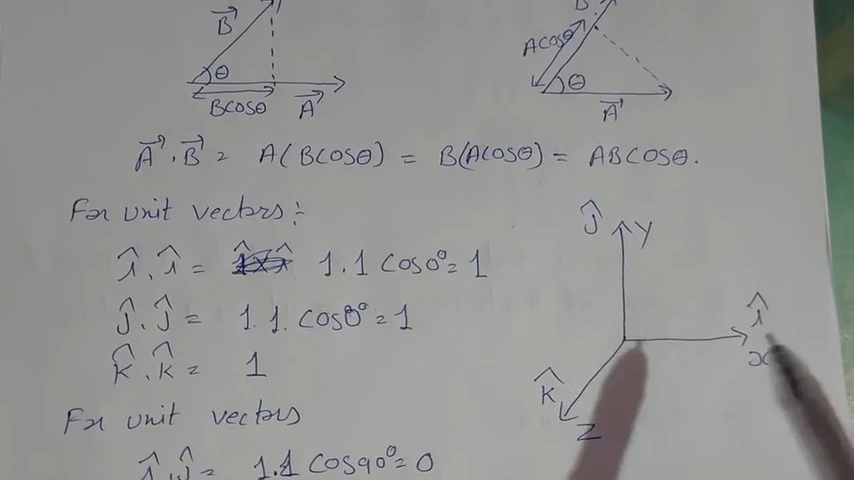 B⃗
θ
BCOSθ
A⃗
B
ACOSθ
θ
A⃗
A⃗ . B⃗ = A(BCOSθ) = B(ACOSθ) = ABCOSθ.
For unit vectors:-
î . î = 1.1 COS0° = 1
ĵ . ĵ = 1.1. COS0° = 1
k̂ . k̂ = 1
ĵ
Y
î
x
k̂
Z
For unit vectors
î . ĵ = 1.1 COS90° = 0